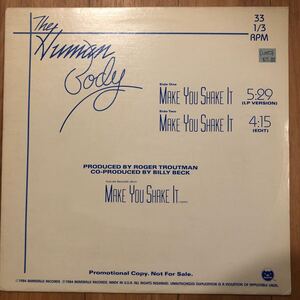 The
Human
Body
33
1/3
RPM
Side One
MAKE YOU SHAKE IT 5:29
(LP VERSION)
Side Two
MAKE YOU SHAKE IT 4:15
(EDIT)
PRODUCED BY ROGER TROUTMAN
CO-PRODUCED BY BILLY BECK
MAKE YOU SHAKE IT
Promotional Copy. Not For Sale.